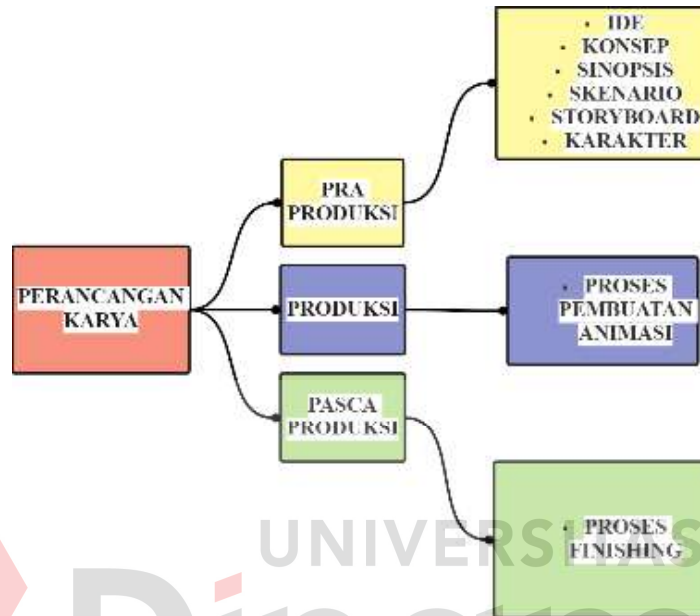 • IDE
• KONSEP
• SINOPSIS
• SKENARIO
• STORYBOARD
• KARAKTER
PRA
PRODUKSI
PERANCANGAN
KARYA
PRODUKSI
• PROSES
PEMBUATAN
ANIMASI
PASCA
PRODUKSI
• PROSES
FINISHING
UNIVERSITAS